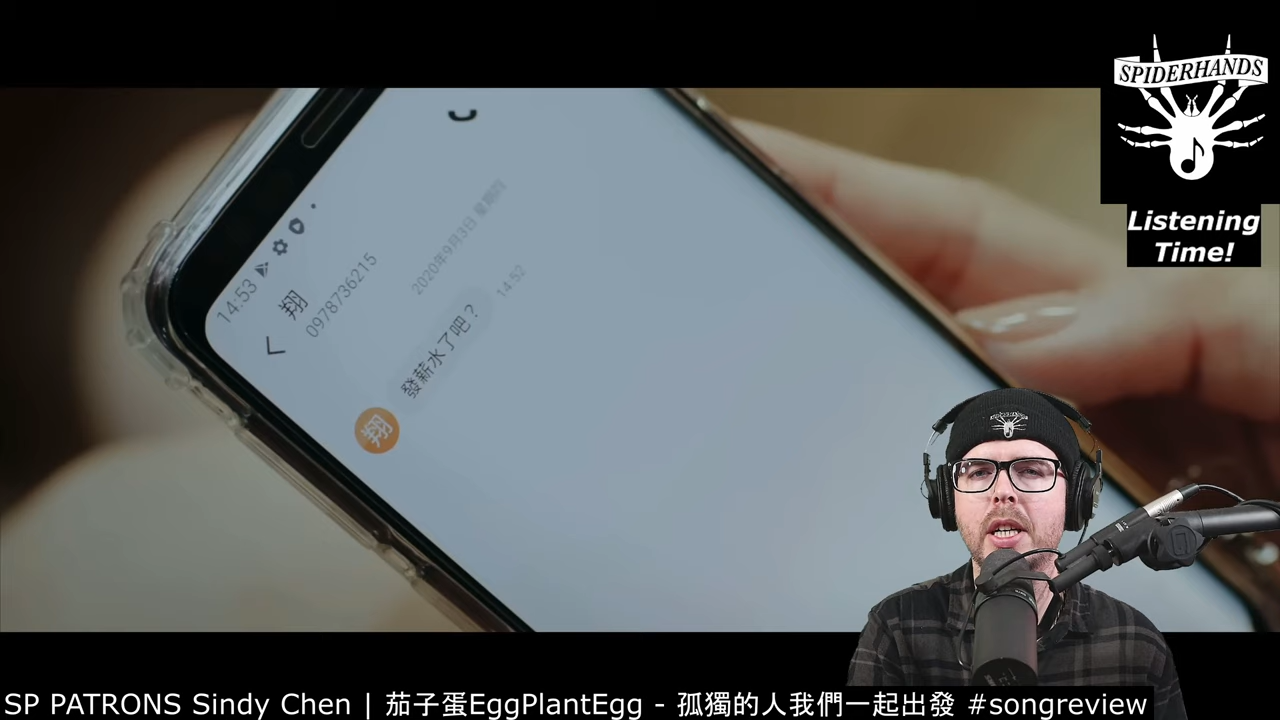 SPIDERHANDS
Listening
Time!
14:53
翔
0978736215
2020年9月3日 星期四
發薪水了吧？
14:52
翔
SP PATRONS Sindy Chen | 茄子蛋EggPlantEgg - 孤獨的人我們一起出發 #songreview